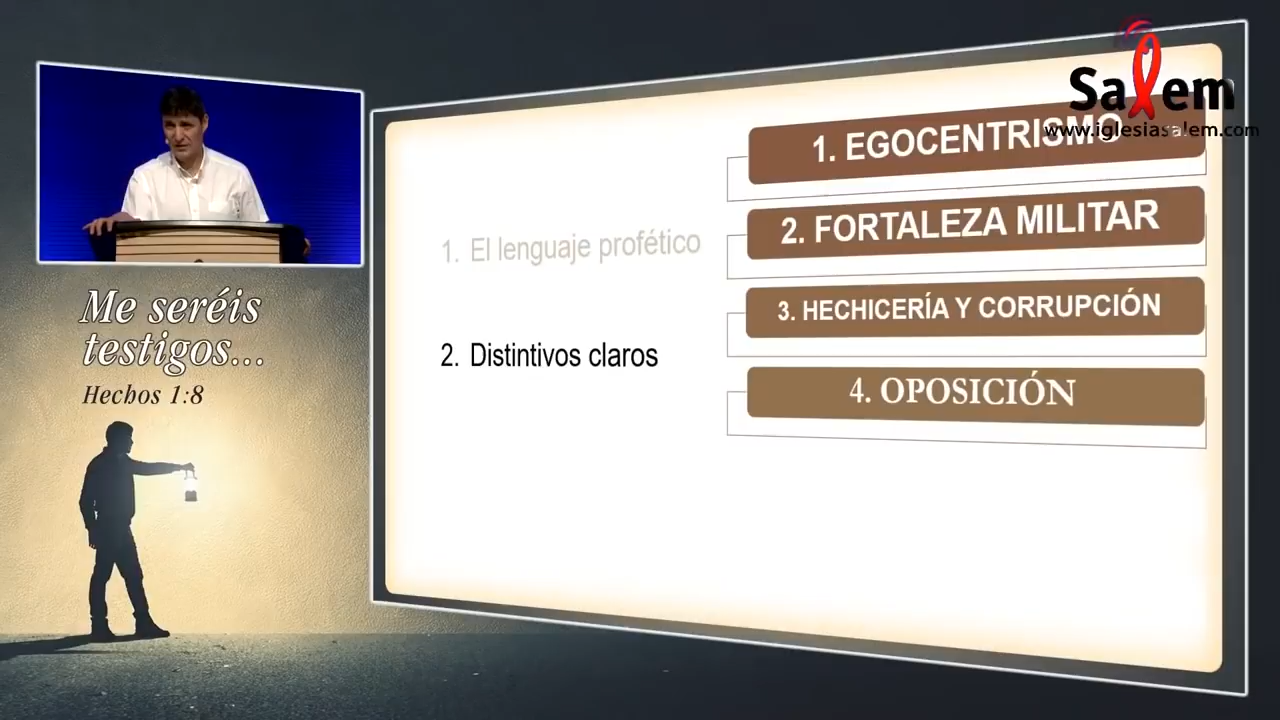 Salem
www.iglesiasalem.com
1. EGOCENTRISMO
2. FORTALEZA MILITAR
1. El lenguaje profético
3. HECHICERÍA Y CORRUPCIÓN
2. Distintivos claros
4. OPOSICIÓN
Me seréis
testigos...
Hechos 1:8